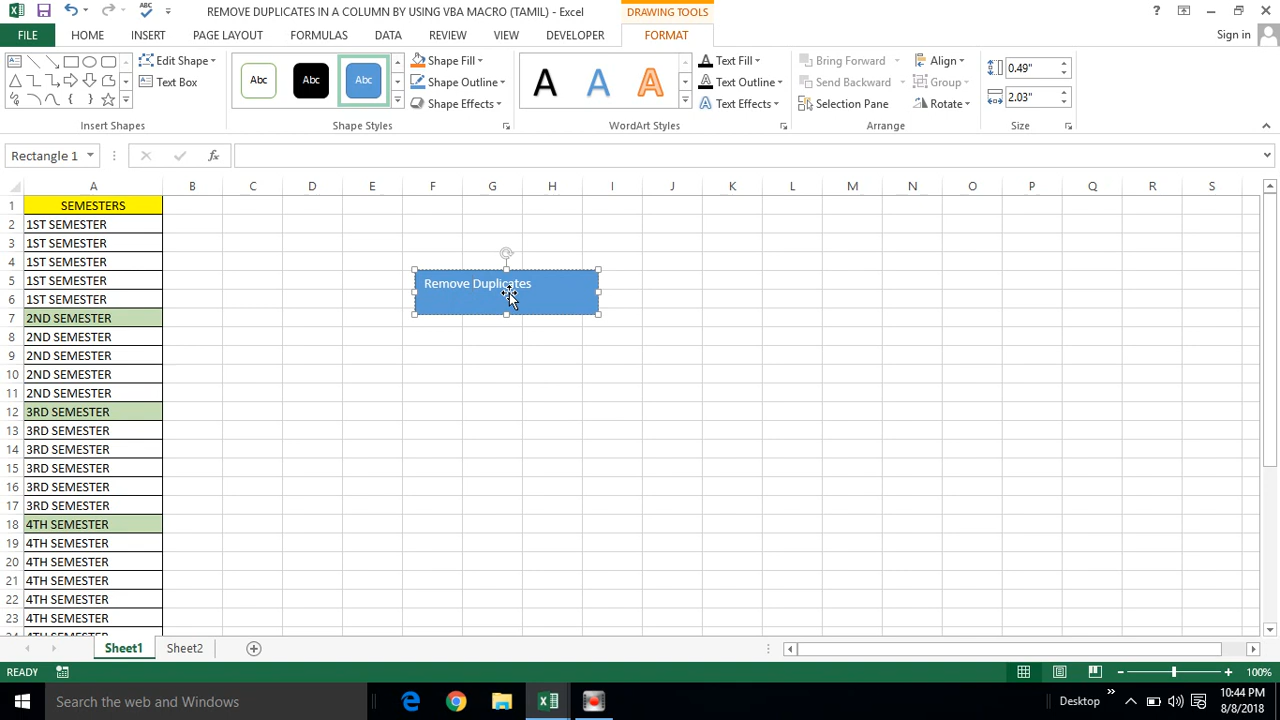 REMOVE DUPLICATES IN A COLUMN BY USING VBA MACRO (TAMIL) - Excel
DRAWING TOOLS
FILE HOME INSERT PAGE LAYOUT FORMULAS DATA REVIEW VIEW DEVELOPER FORMAT Sign in
Edit Shape
Text Box
Insert Shapes
Abc Abc Abc
Shape Fill
Shape Outline
Shape Effects
Shape Styles
A A A
Text Fill
Text Outline
Text Effects
WordArt Styles
Bring Forward
Send Backward
Selection Pane
Align
Group
Rotate
Arrange
0.49"
2.03"
Size
Rectangle 1 fx
A B C D E F G H I J K L M N O P Q R S
1 SEMESTERS
2 1ST SEMESTER
3 1ST SEMESTER
4 1ST SEMESTER
5 1ST SEMESTER
6 1ST SEMESTER
7 2ND SEMESTER
8 2ND SEMESTER
9 2ND SEMESTER
10 2ND SEMESTER
11 2ND SEMESTER
12 3RD SEMESTER
13 3RD SEMESTER
14 3RD SEMESTER
15 3RD SEMESTER
16 3RD SEMESTER
17 3RD SEMESTER
18 4TH SEMESTER
19 4TH SEMESTER
20 4TH SEMESTER
21 4TH SEMESTER
22 4TH SEMESTER
23 4TH SEMESTER
24 4TH SEMESTER
Remove Duplicates
Sheet1 Sheet2
READY 100%
Search the web and Windows
Desktop
10:44 PM
8/8/2018